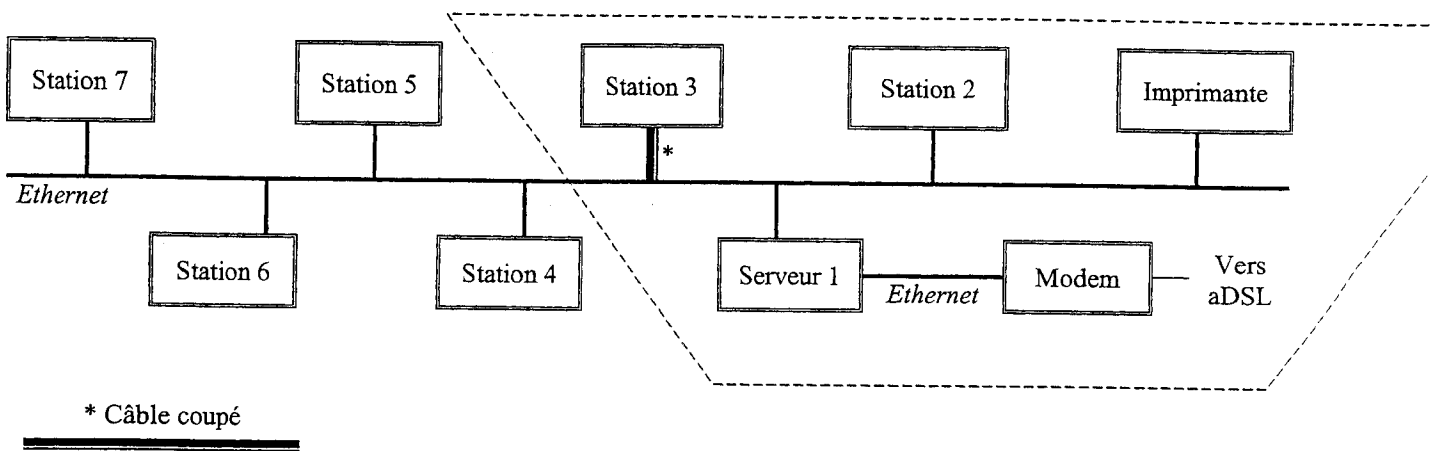 Station 7
Station 5
Station 3
Station 2
Imprimante
*
Ethernet
Station 6
Station 4
Serveur 1
Ethernet
Modem
Vers
aDSL
* Câble coupé